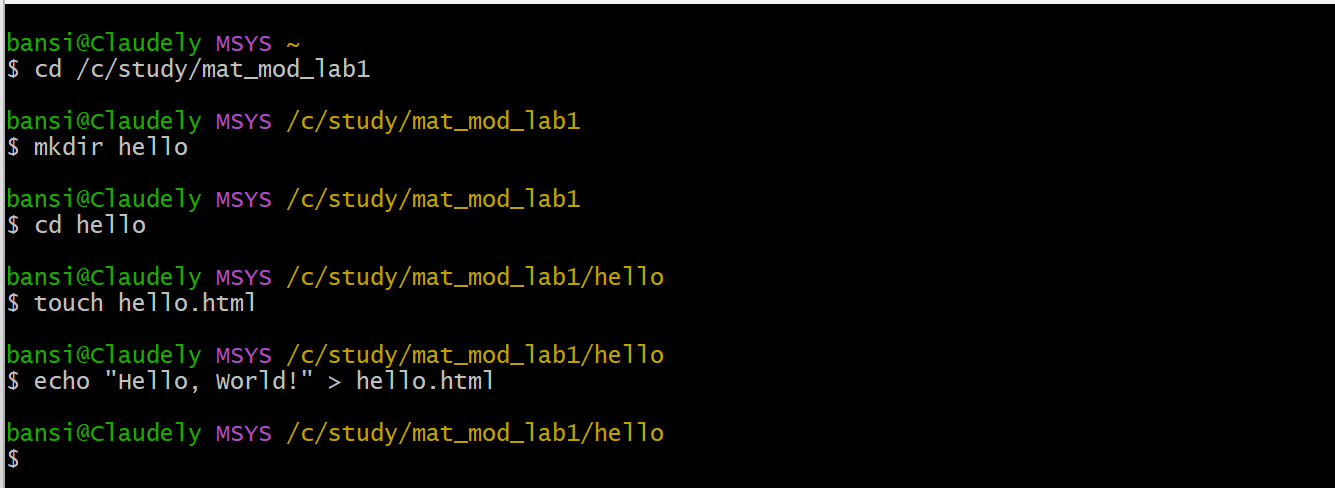 bansi@Claudely MSYS ~
$ cd /c/study/mat_mod_lab1
bansi@Claudely MSYS /c/study/mat_mod_lab1
$ mkdir hello
bansi@Claudely MSYS /c/study/mat_mod_lab1
$ cd hello
bansi@Claudely MSYS /c/study/mat_mod_lab1/hello
$ touch hello.html
bansi@Claudely MSYS /c/study/mat_mod_lab1/hello
$ echo "Hello, World!" > hello.html
bansi@Claudely MSYS /c/study/mat_mod_lab1/hello
$